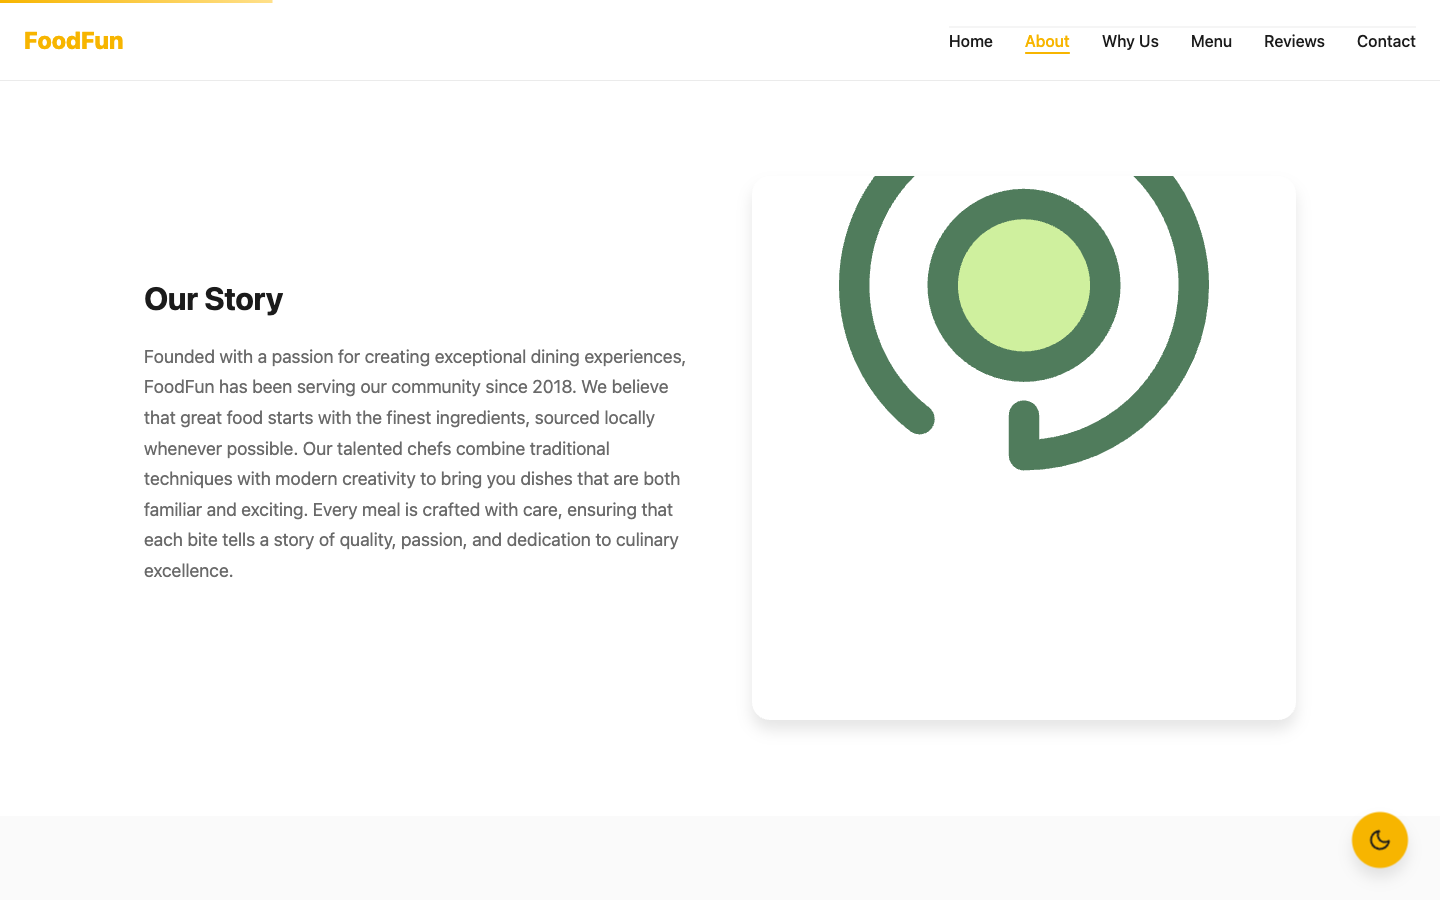 FoodFun
Home About Why Us Menu Reviews Contact
Our Story
Founded with a passion for creating exceptional dining experiences,
FoodFun has been serving our community since 2018. We believe
that great food starts with the finest ingredients, sourced locally
whenever possible. Our talented chefs combine traditional
techniques with modern creativity to bring you dishes that are both
familiar and exciting. Every meal is crafted with care, ensuring that
each bite tells a story of quality, passion, and dedication to culinary
excellence.